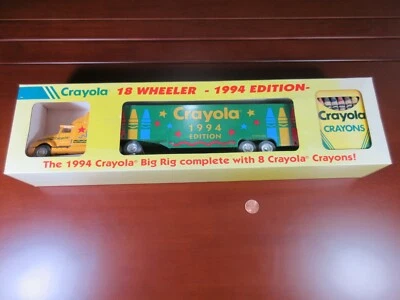 Crayola® 18 WHEELER - 1994 EDITION-
Crayola®
1994
EDITION
Crayola®
CRAYONS
The 1994 Crayola® Big Rig complete with 8 Crayola® Crayons!